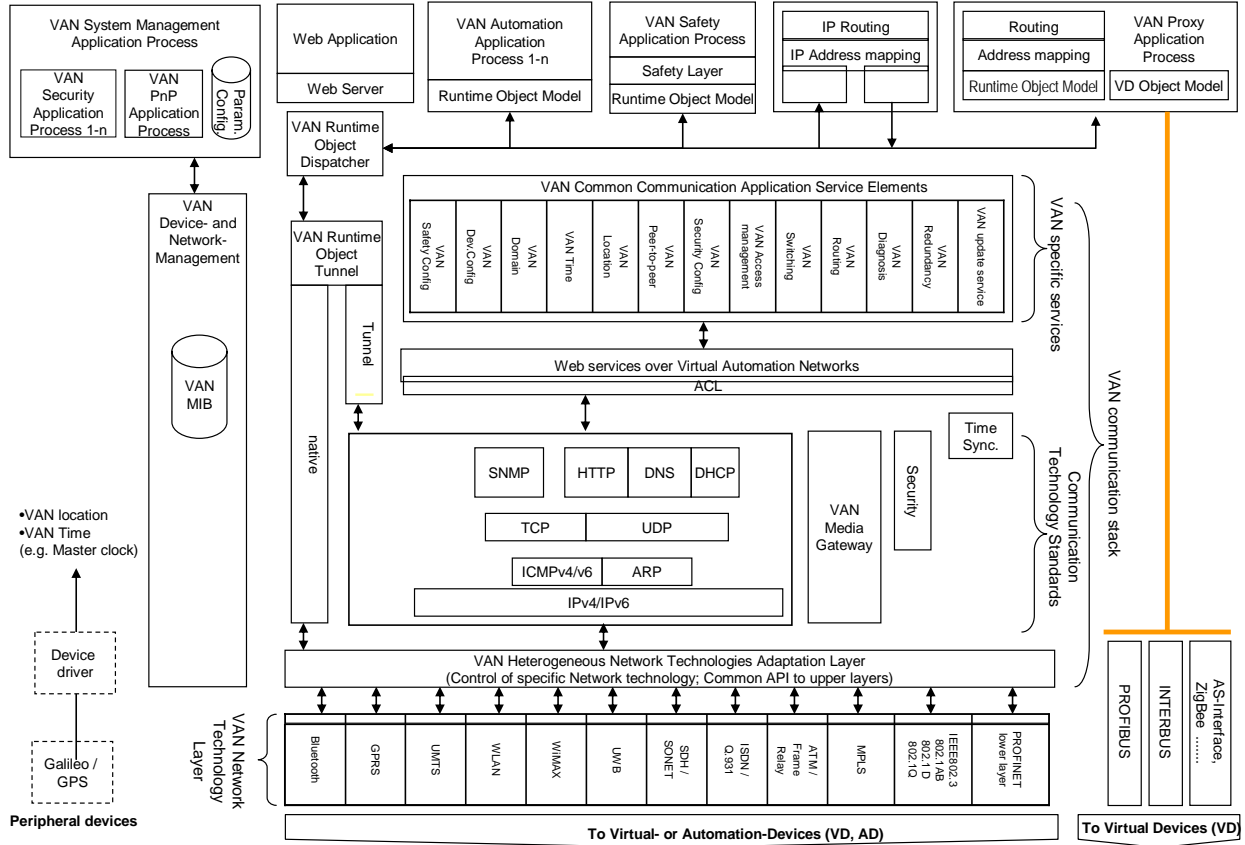 VAN System Management
Application Process
VAN
Security
Application
Process 1-n
VAN
PnP
Application
Process
Param.
Config.
Web Application
Web Server
VAN Automation
Application
Process 1-n
Runtime Object Model
VAN Safety
Application Process
Safety Layer
Runtime Object Model
IP Routing
IP Address mapping
Routing
Address mapping
Runtime Object Model
VAN Proxy
Application
Process
VD Object Model
VAN Runtime
Object
Dispatcher
VAN
Device- and
Network-
Management
VAN
MIB
VAN Runtime
Object
Tunnel
native
Tunnel
VAN Common Communication Application Service Elements
VAN
Safety Config
VAN
Dev.Config
VAN
Domain
VAN Time
VAN
Location
VAN
Peer-to-peer
VAN
Security Config
VAN Access
management
VAN
Switching
VAN
Routing
VAN
Diagnosis
VAN
Redundancy
VAN update service
VAN specific services
Web services over Virtual Automation Networks
ACL
SNMP
HTTP
DNS
DHCP
TCP
UDP
ICMPv4/v6
ARP
IPv4/IPv6
VAN
Media
Gateway
Security
Time
Sync.
Communication
Technology Standards
VAN communication stack
•VAN location
•VAN Time
(e.g. Master clock)
Device
driver
Galileo /
GPS
Peripheral devices
VAN Heterogeneous Network Technologies Adaptation Layer
(Control of specific Network technology; Common API to upper layers)
VAN Network
Technology
Layer
Bluetooth
GPRS
UMTS
WLAN
WiMAX
UWB
SDH /
SONET
ISDN /
Q.931
ATM /
Frame
Relay
MPLS
IEEE802.3
802.1AB
802.1 D
802.1Q
PROFINET
lower layer
PROFIBUS
INTERBUS
AS-Interface,
ZigBee ......
To Virtual- or Automation-Devices (VD, AD)
To Virtual Devices (VD)